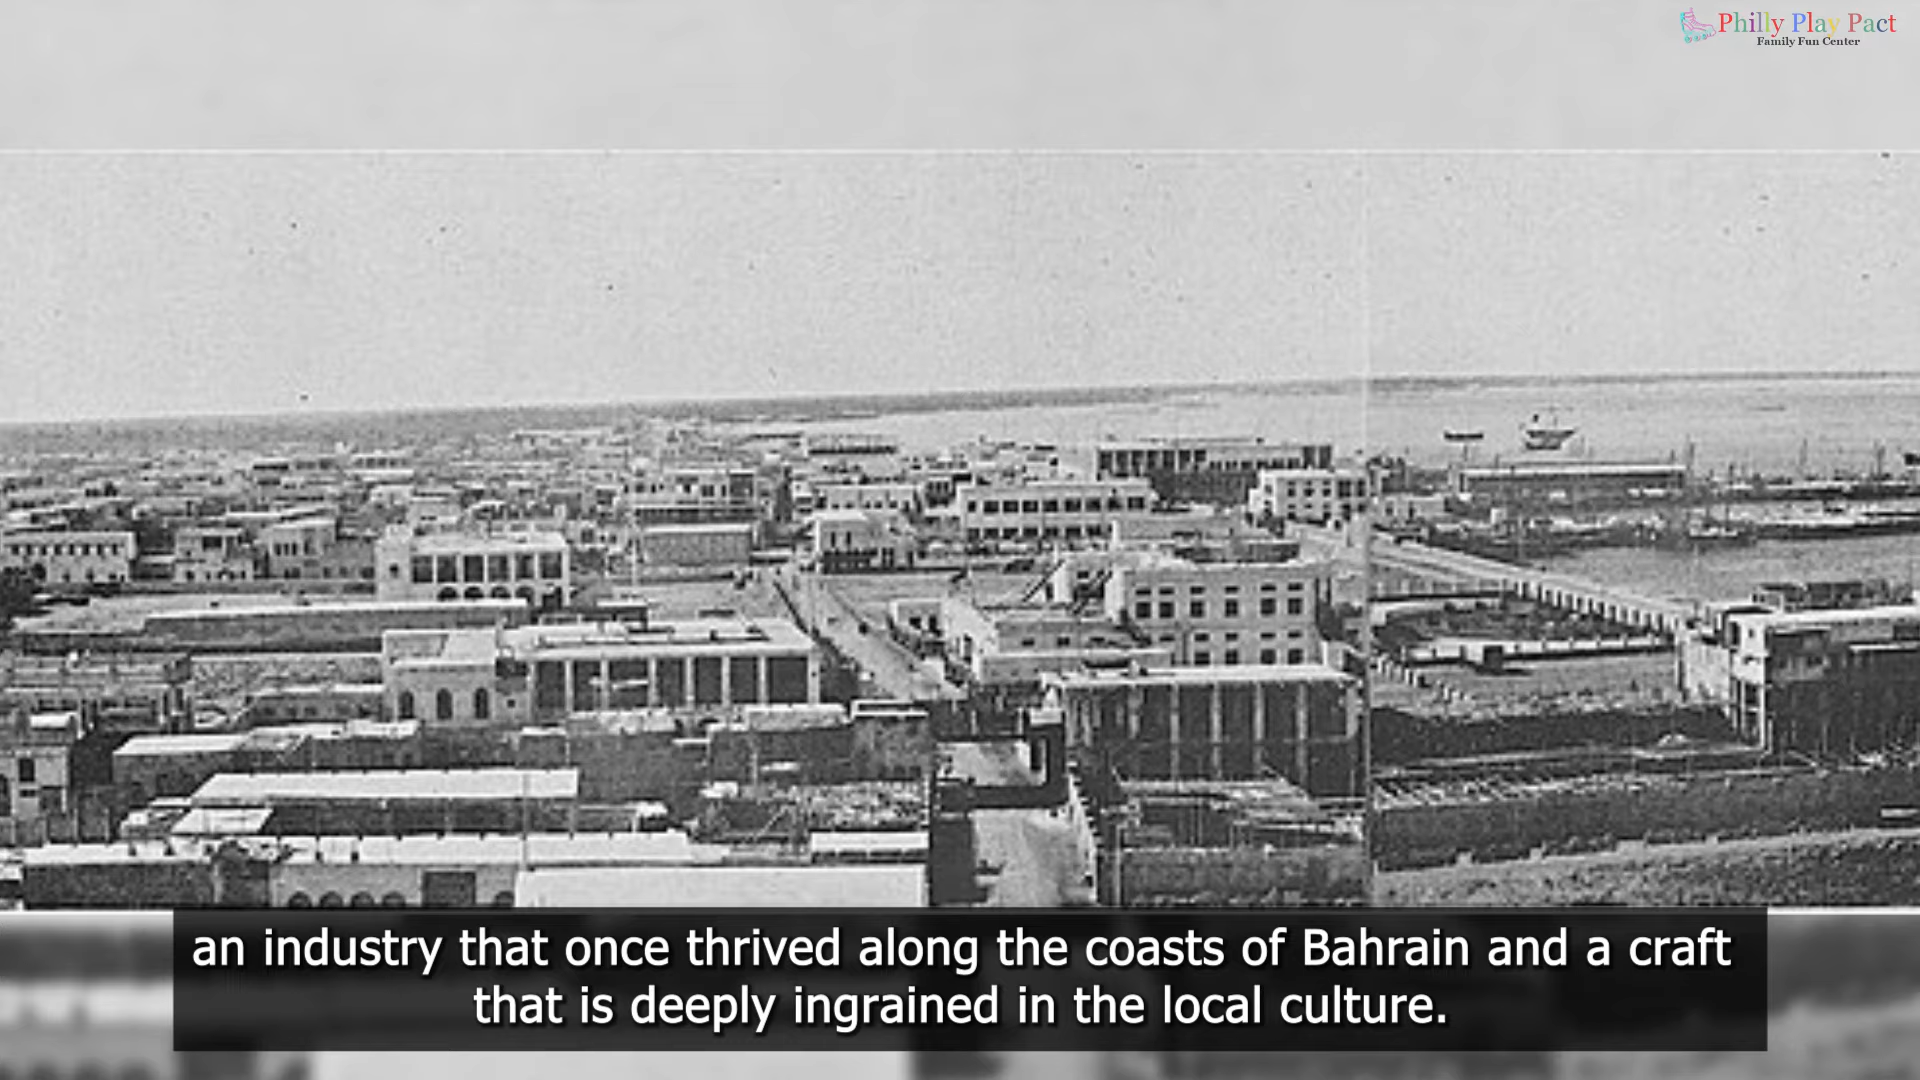 Philly Play Pact
Family Fun Center
an industry that once thrived along the coasts of Bahrain and a craft
that is deeply ingrained in the local culture.